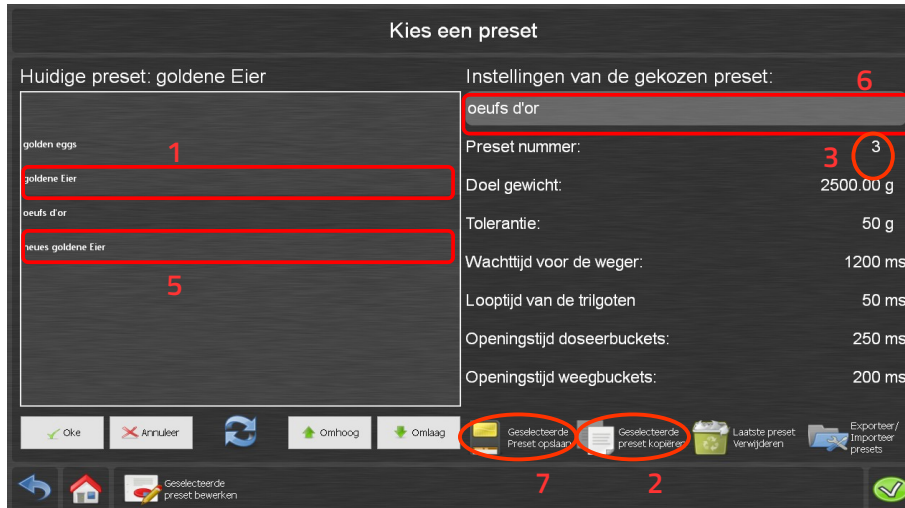 Kies een preset
Huidige preset: goldene Eier
golden eggs
1
goldene Eier
oeufs d'or
neues goldene Eier
5
Instellingen van de gekozen preset:
6
oeufs d'or
Preset nummer: 3
3
Doel gewicht: 2500.00 g
Tolerantie: 50 g
Wachttijd voor de weger: 1200 ms
Looptijd van de trilgoten 50 ms
Openingstijd doseerbuckets: 250 ms
Openingstijd weegbuckets: 200 ms
Oke
Annuleer
Omhoog
Omlaag
Geselecteerde
Preset opslaan
Geselecteerde
preset kopiëren
Laatste preset
Verwijderen
Exporteer/
Importeer
presets
Geselecteerde
preset bewerken
7
2